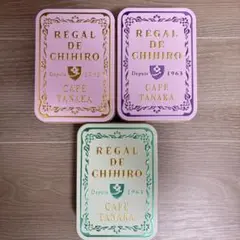 REGAL
DE
CHIHIRO
Depuis 1963
CAFE
TANAKA
REGAL
DE
CHIHIRO
Depuis 1963
CAFE
TANAKA
REGAL
DE
CHIHIRO
Depuis 1963
CAFE
TANAKA